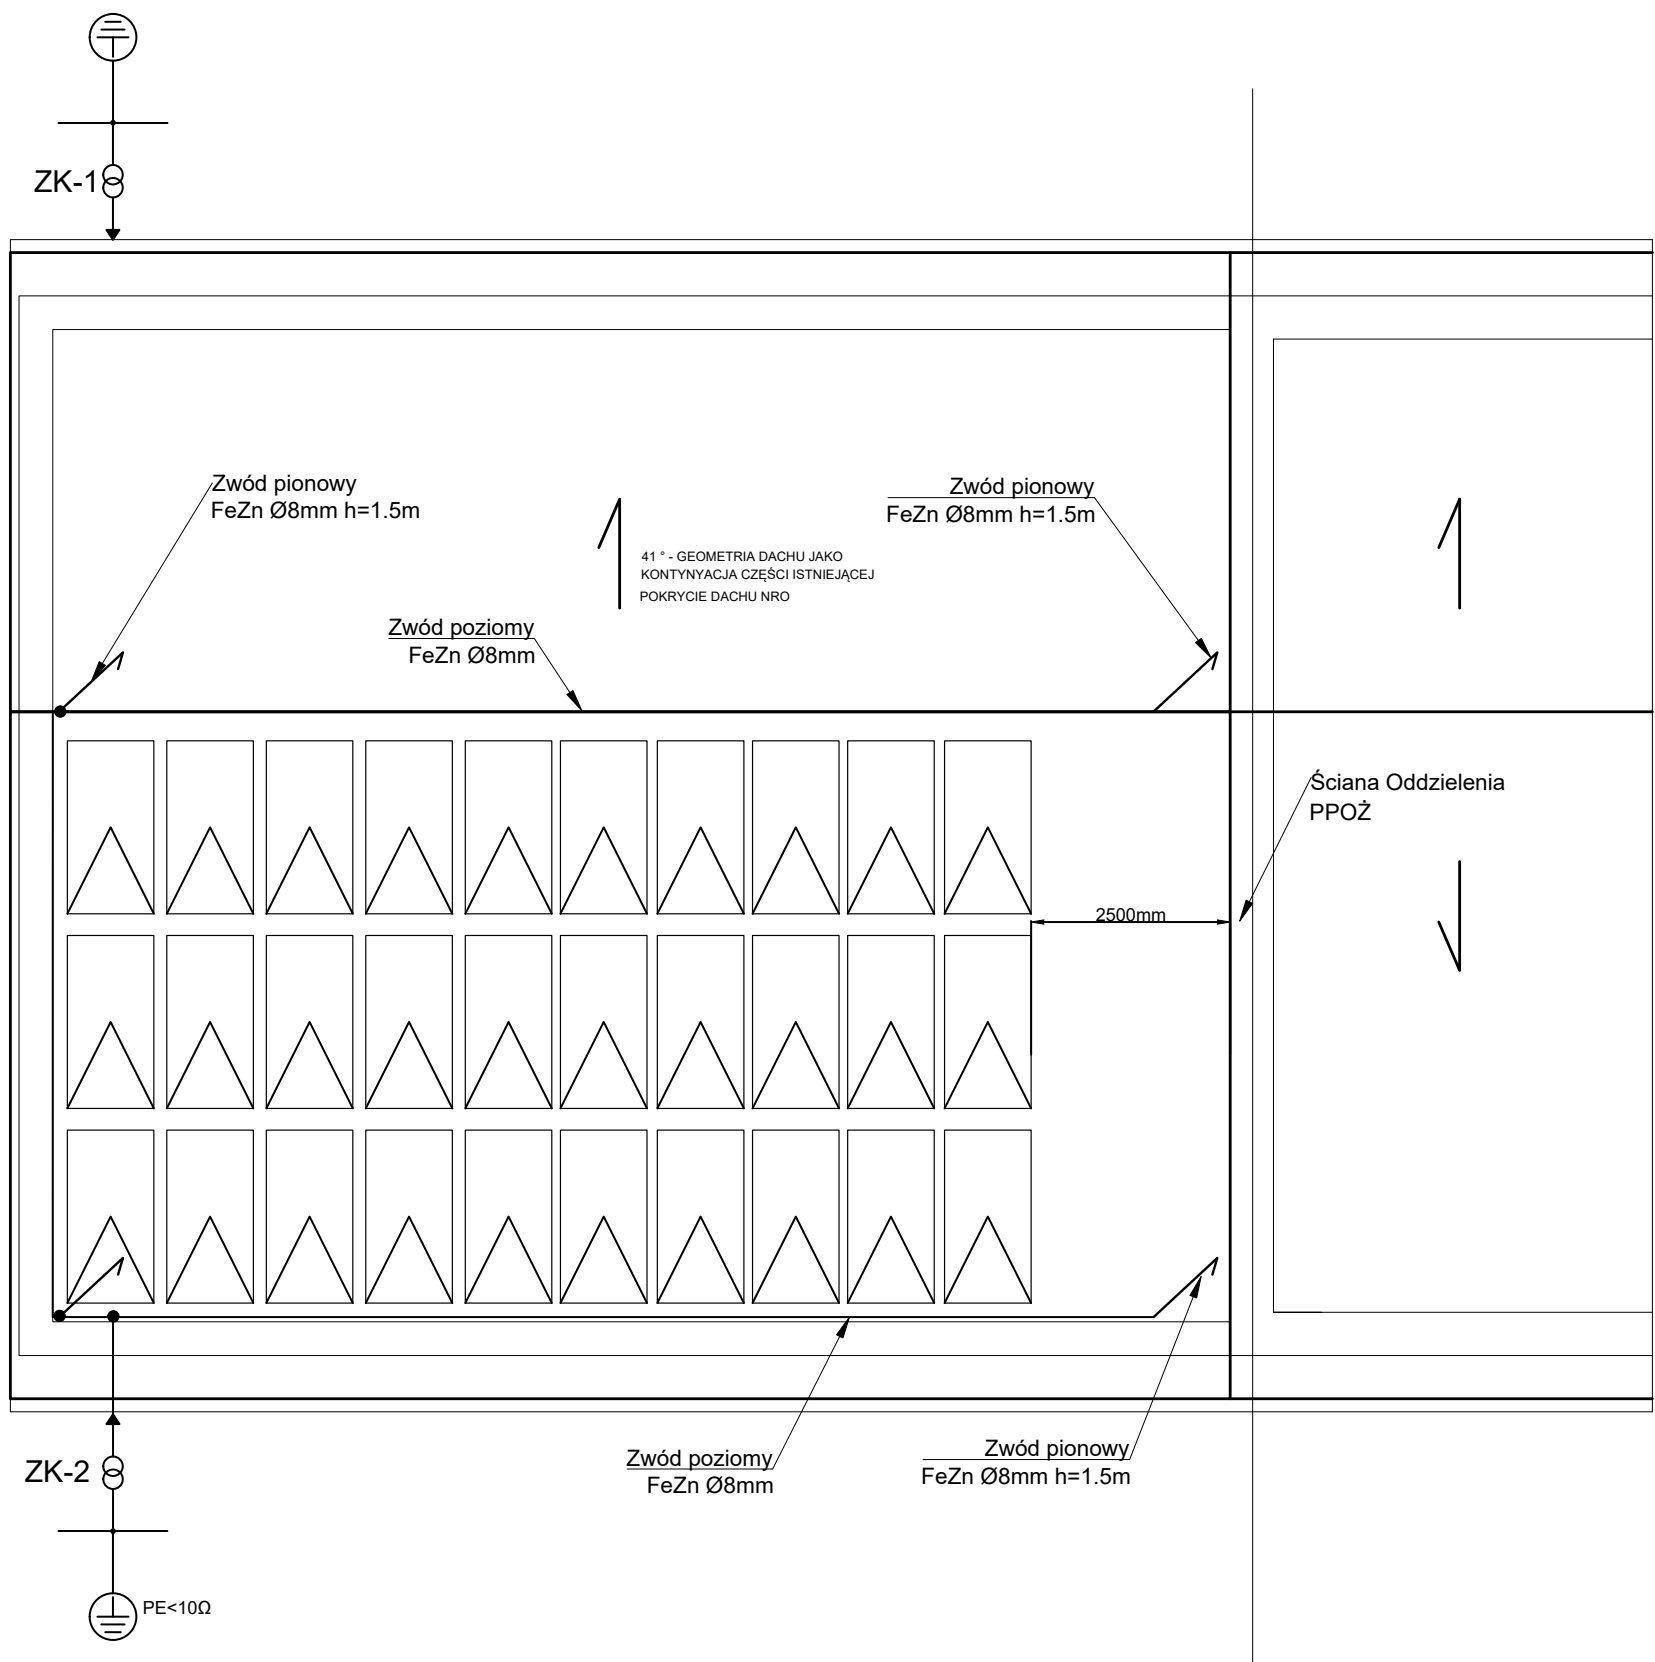 ZK-1
Zwód pionowy
FeZn Ø8mm h=1.5m
Zwód pionowy
FeZn Ø8mm h=1.5m
41 ° - GEOMETRIA DACHU JAKO
KONTYNYACJA CZĘŚCI ISTNIEJĄCEJ
POKRYCIE DACHU NRO
Zwód poziomy
FeZn Ø8mm
Ściana Oddzielenia
PPOŻ
2500mm
Zwód poziomy
FeZn Ø8mm
Zwód pionowy
FeZn Ø8mm h=1.5m
ZK-2
PE<10Ω